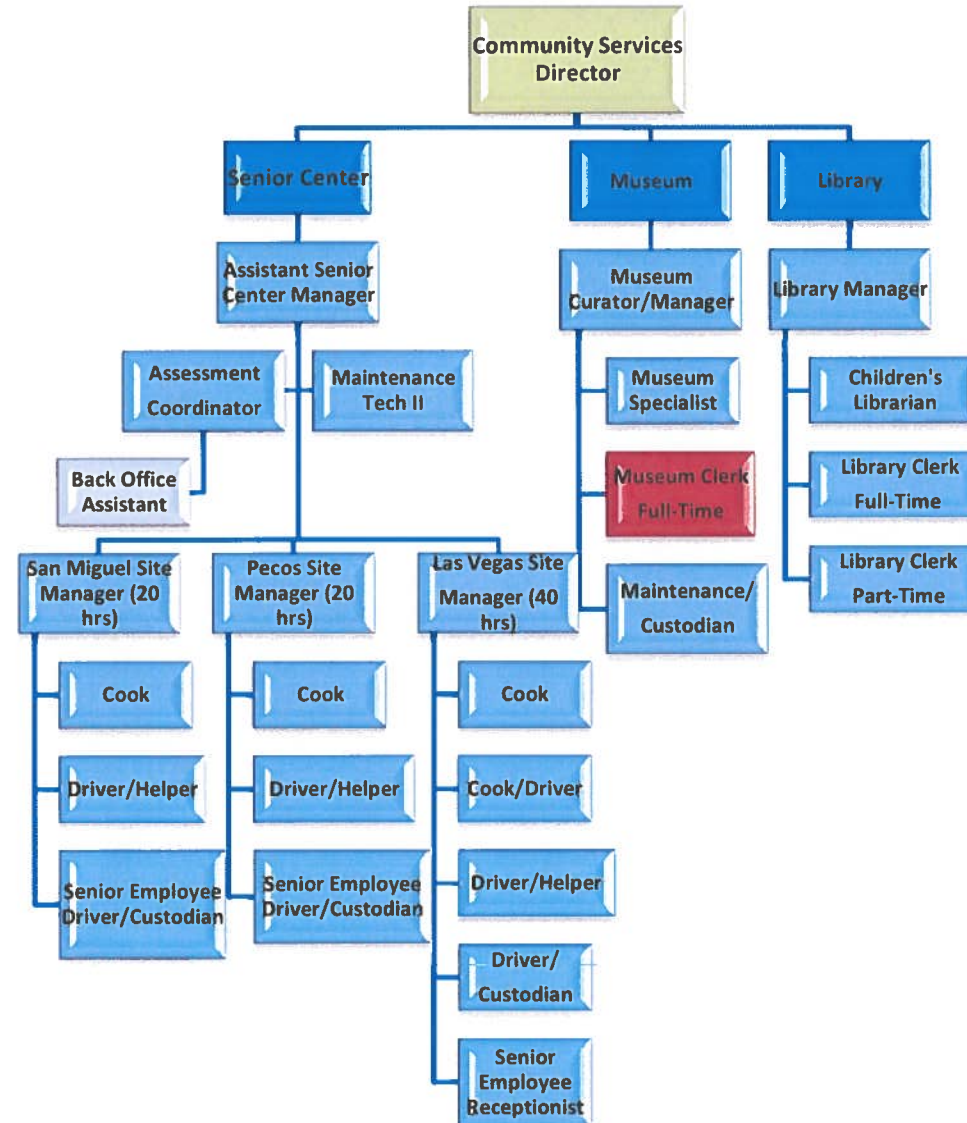 Community Services
Director
Senior Center
Museum
Library
Assistant Senior
Center Manager
Museum
Curator/Manager
Library Manager
Assessment
Coordinator
Maintenance
Tech II
Museum
Specialist
Children's
Librarian
Back Office
Assistant
Museum Clerk
Full-Time
Library Clerk
Full-Time
San Miguel Site
Manager (20
hrs)
Pecos Site
Manager (20
hrs)
Las Vegas Site
Manager (40
hrs)
Maintenance/
Custodian
Library Clerk
Part-Time
Cook
Cook
Cook
Driver/Helper
Driver/Helper
Cook/Driver
Senior Employee
Driver/Custodian
Senior Employee
Driver/Custodian
Driver/Helper
Driver/
Custodian
Senior
Employee
Receptionist